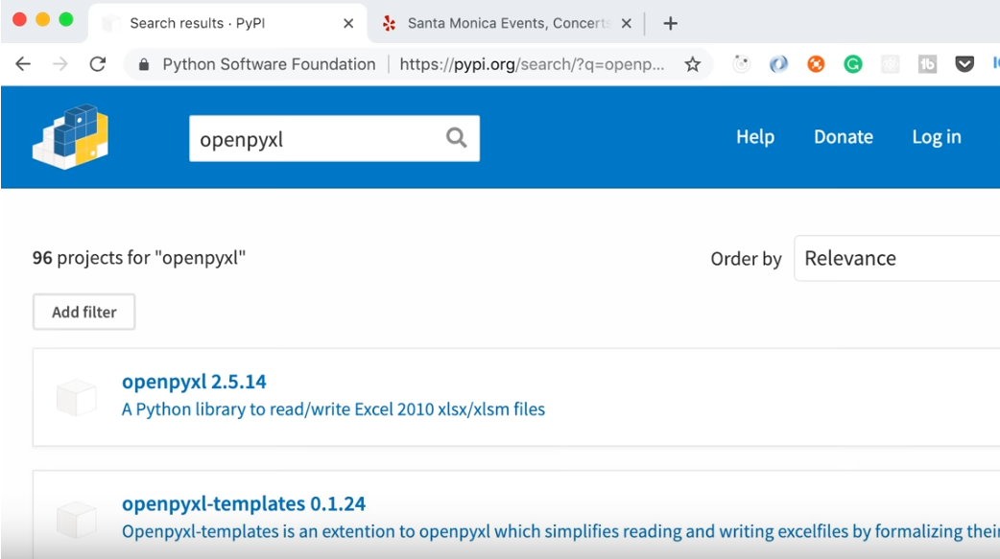 Search results · PyPI
Santa Monica Events, Concerts
Python Software Foundation
https://pypi.org/search/?q=openp...
openpyxl
Help
Donate
Log in
96 projects for "openpyxl"
Order by
Relevance
Add filter
openpyxl 2.5.14
A Python library to read/write Excel 2010 xlsx/xlsm files
openpyxl-templates 0.1.24
Openpyxl-templates is an extention to openpyxl which simplifies reading and writing excelfiles by formalizing their